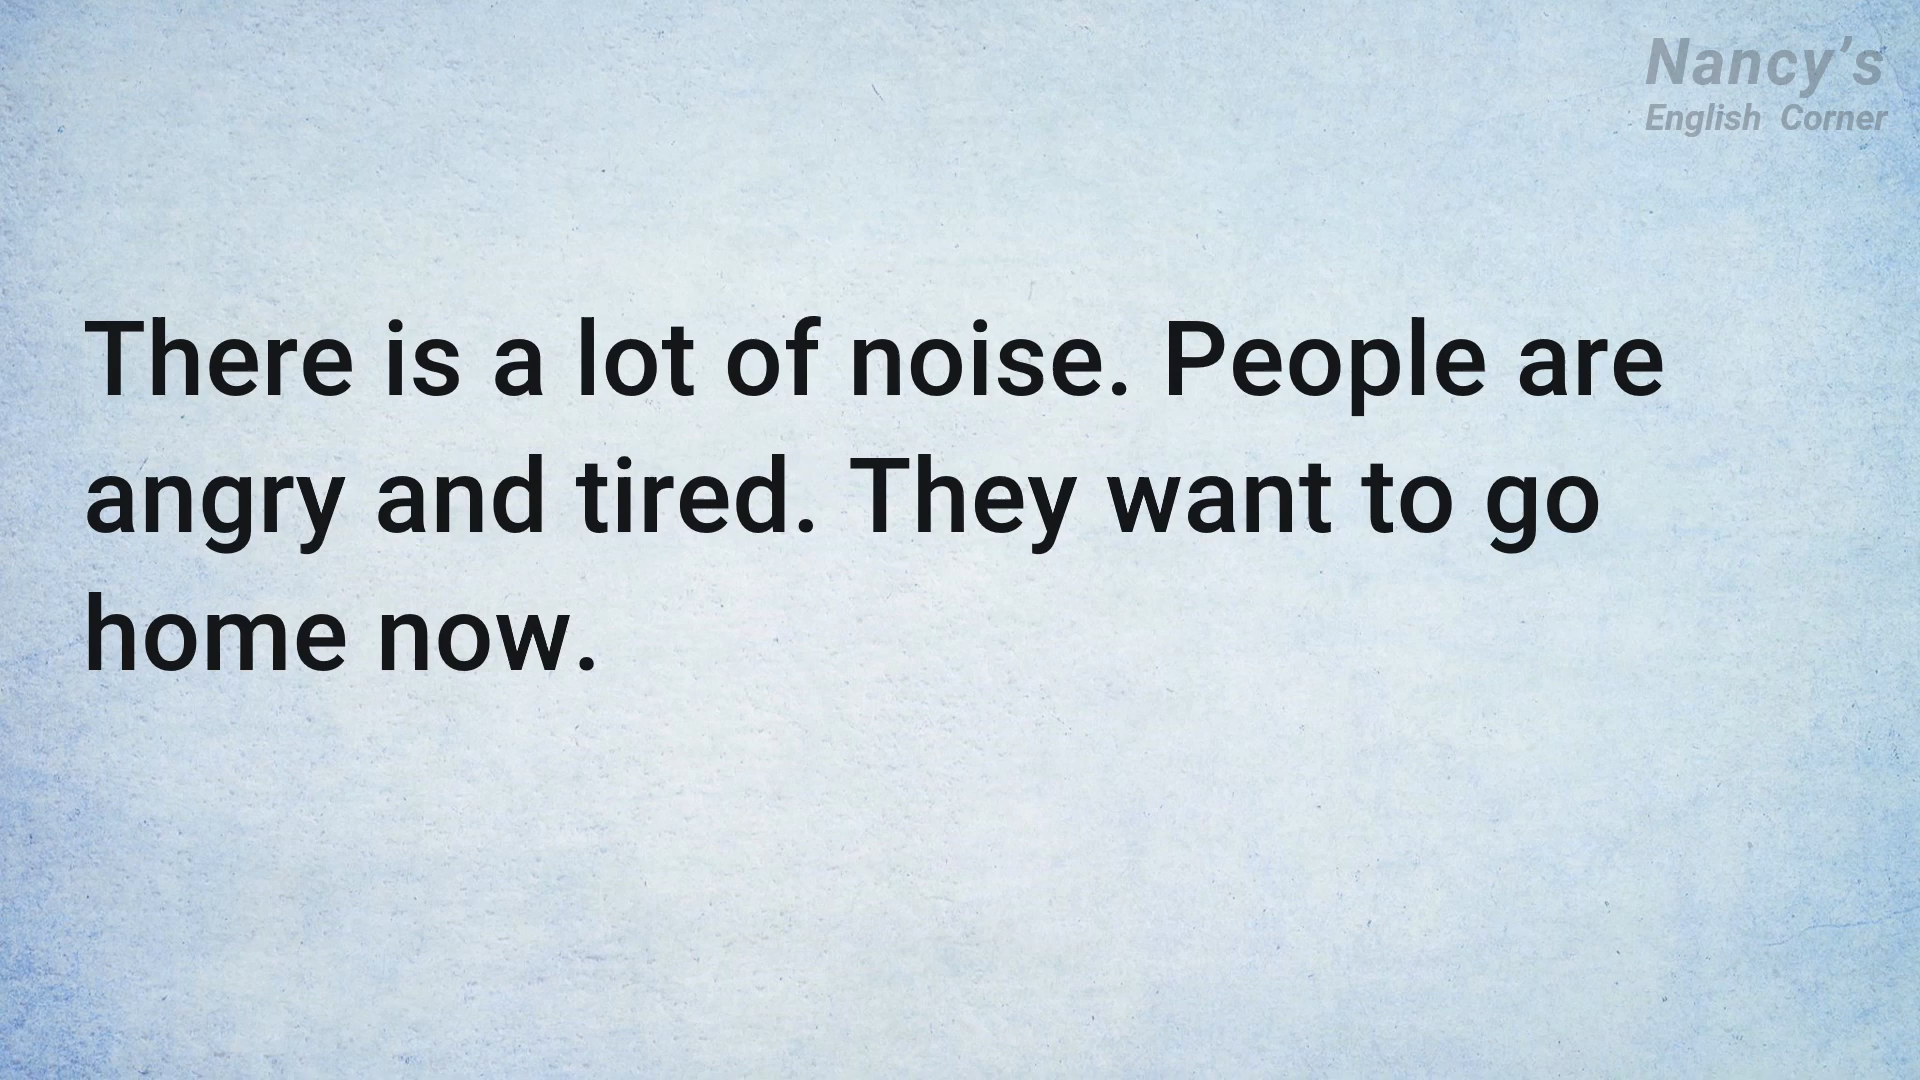 Nancy’s
English Corner
There is a lot of noise. People are
angry and tired. They want to go
home now.